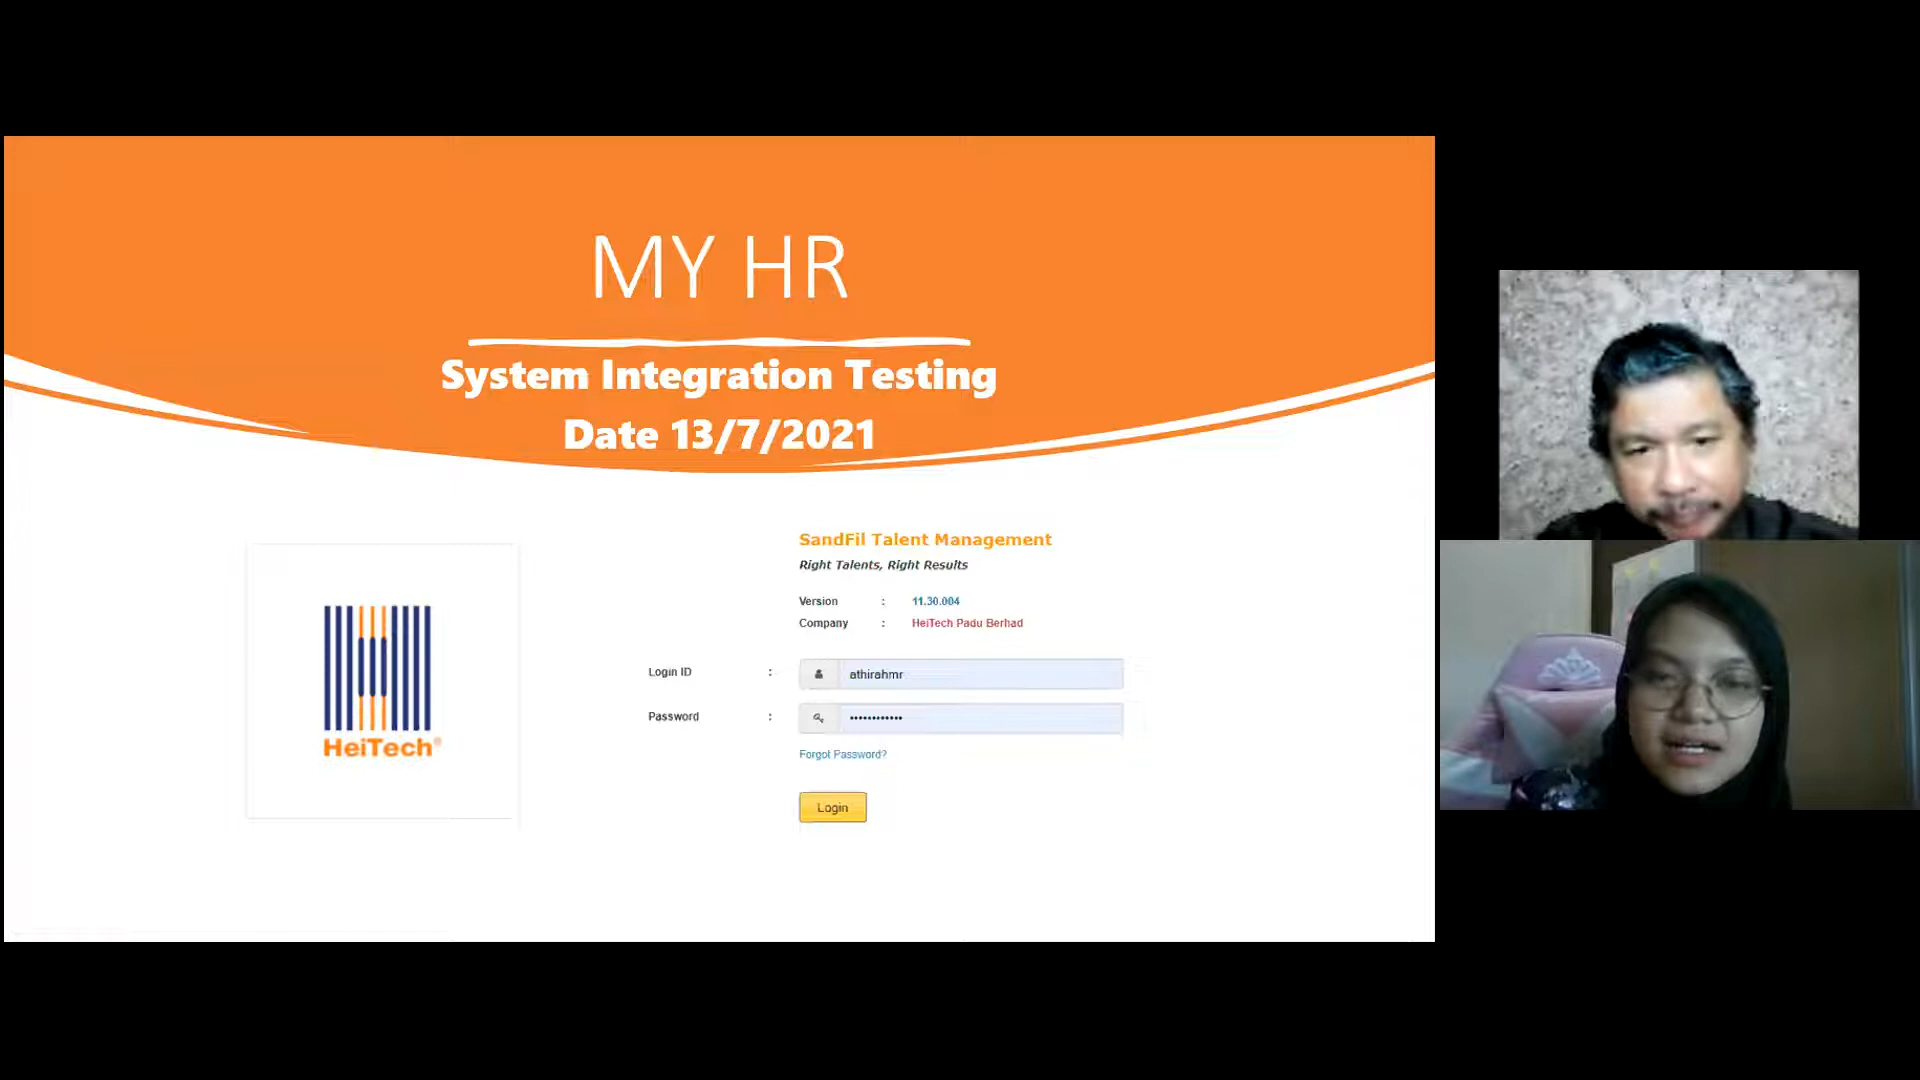 MY HR
System Integration Testing
Date 13/7/2021
SandFil Talent Management
Right Talents, Right Results
Version : 11.30.004
Company : HeiTech Padu Berhad
Login ID : athirahmr
Password : ••••••••••••
Forgot Password?
Login
HeiTech®